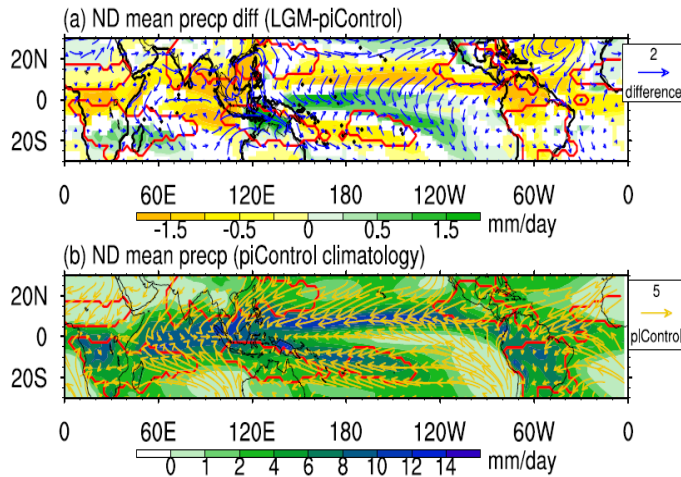 (a) ND mean precp diff (LGM-piControl)
20N
0
20S
2
difference
0 60E 120E 180 120W 60W 0
-1.5 -0.5 0 0.5 1.5 mm/day
(b) ND mean precp (piControl climatology)
20N
0
20S
5
piControl
0 60E 120E 180 120W 60W 0
0 1 2 4 6 8 10 12 14 mm/day